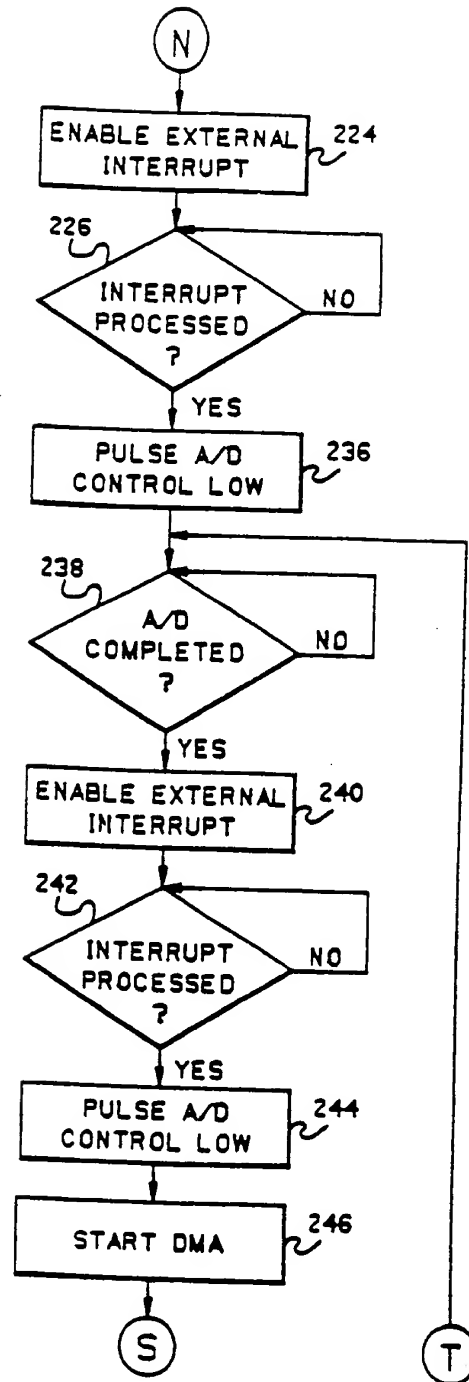 N
ENABLE EXTERNAL
INTERRUPT
224
226
INTERRUPT
PROCESSED
?
NO
YES
PULSE A/D
CONTROL LOW
236
238
A/D
COMPLETED
?
NO
YES
ENABLE EXTERNAL
INTERRUPT
240
242
INTERRUPT
PROCESSED
?
NO
YES
PULSE A/D
CONTROL LOW
244
START DMA
246
S
T